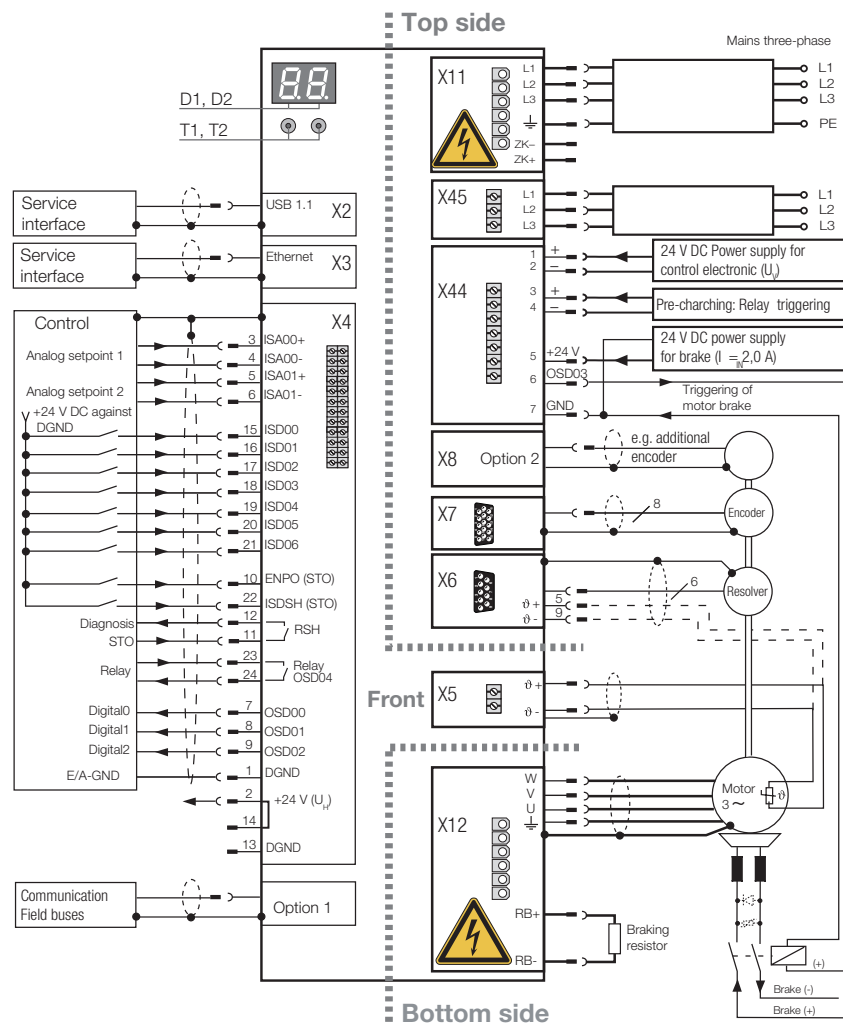 Top side
Mains three-phase
8.8.
D1, D2
T1, T2
Service
interface
USB 1.1
X2
Service
interface
Ethernet
X3
Control
X4
Analog setpoint 1
3 ISA00+
4 ISA00-
Analog setpoint 2
5 ISA01+
6 ISA01-
+24 V DC against
DGND
15 ISD00
16 ISD01
17 ISD02
18 ISD03
19 ISD04
20 ISD05
21 ISD06
10 ENPO (STO)
22 ISDSH (STO)
Diagnosis 12
STO 11
RSH
Relay
23
24
Relay
OSD04
Digital0 7 OSD00
Digital1 8 OSD01
Digital2 9 OSD02
E/A-GND 1 DGND
2 +24 V (UH)
14
13 DGND
Communication
Field buses
Option 1
X11
L1
L2
L3
ZK-
ZK+
L1
L2
L3
PE
X45
L1
L2
L3
L1
L2
L3
X44
1 +
2 −
24 V DC Power supply for
control electronic (UV)
3 +
4 −
Pre-charching: Relay triggering
5 +24 V
24 V DC power supply
for brake (I =IN2,0 A)
6 OSD03
Triggering of
motor brake
7 GND
X8 Option 2
e.g. additional
encoder
X7
8
Encoder
X6
6
Resolver
ϑ+ 5
ϑ- 9
Front
X5
ϑ+
ϑ-
X12
W
V
U
Motor
3 ~
ϑ
RB+
RB-
Braking
resistor
(+)
Brake (-)
Brake (+)
Bottom side